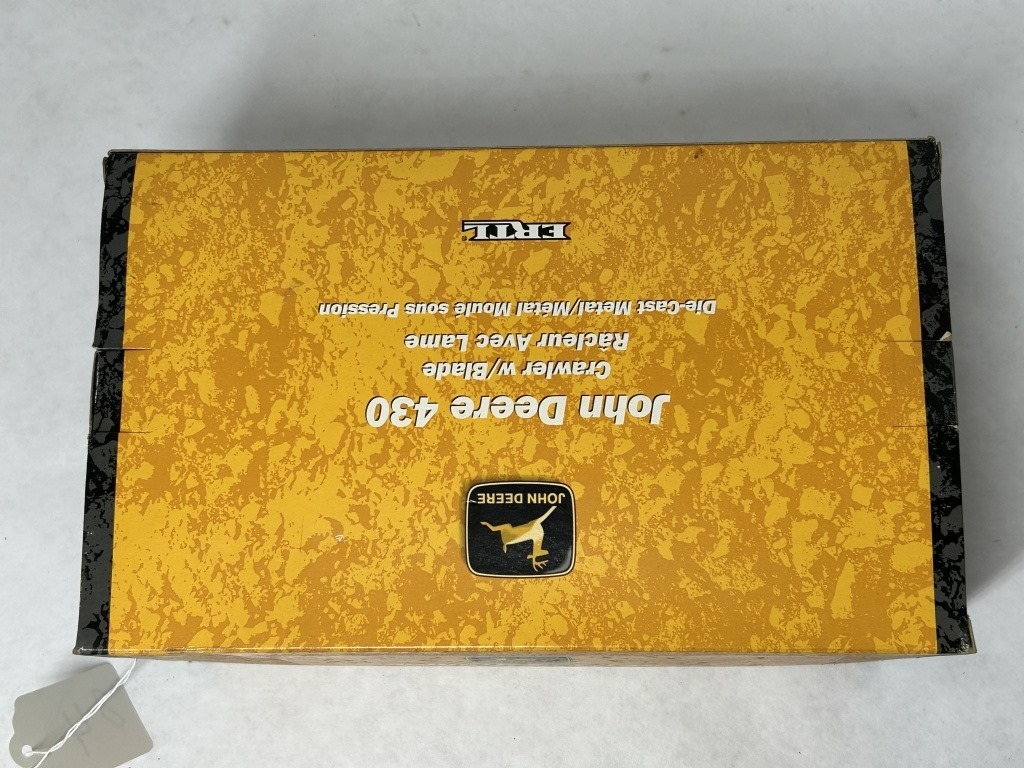 JOHN DEERE
John Deere 430
Crawler w/Blade
Râcleur Avec Lame
Die-Cast Metal/Métal Moulé sous Pression
ERTL